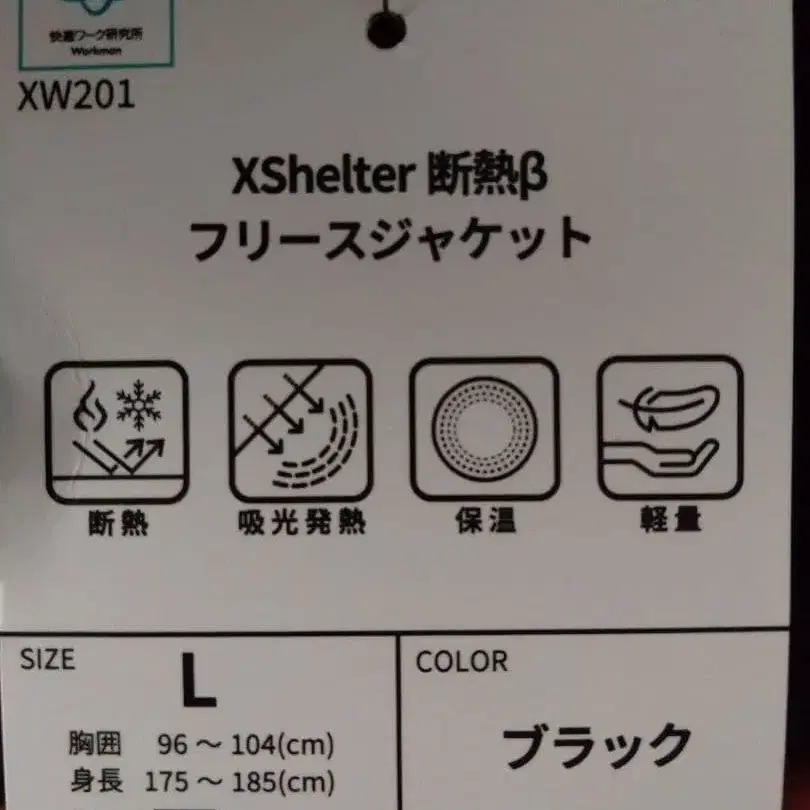 快適ワーク研究所
Workman
XW201
XShelter 断熱β
フリースジャケット
断熱 吸光発熱 保温 軽量
SIZE
L
胸囲 96 ～ 104(cm)
身長 175 ～ 185(cm)
COLOR
ブラック